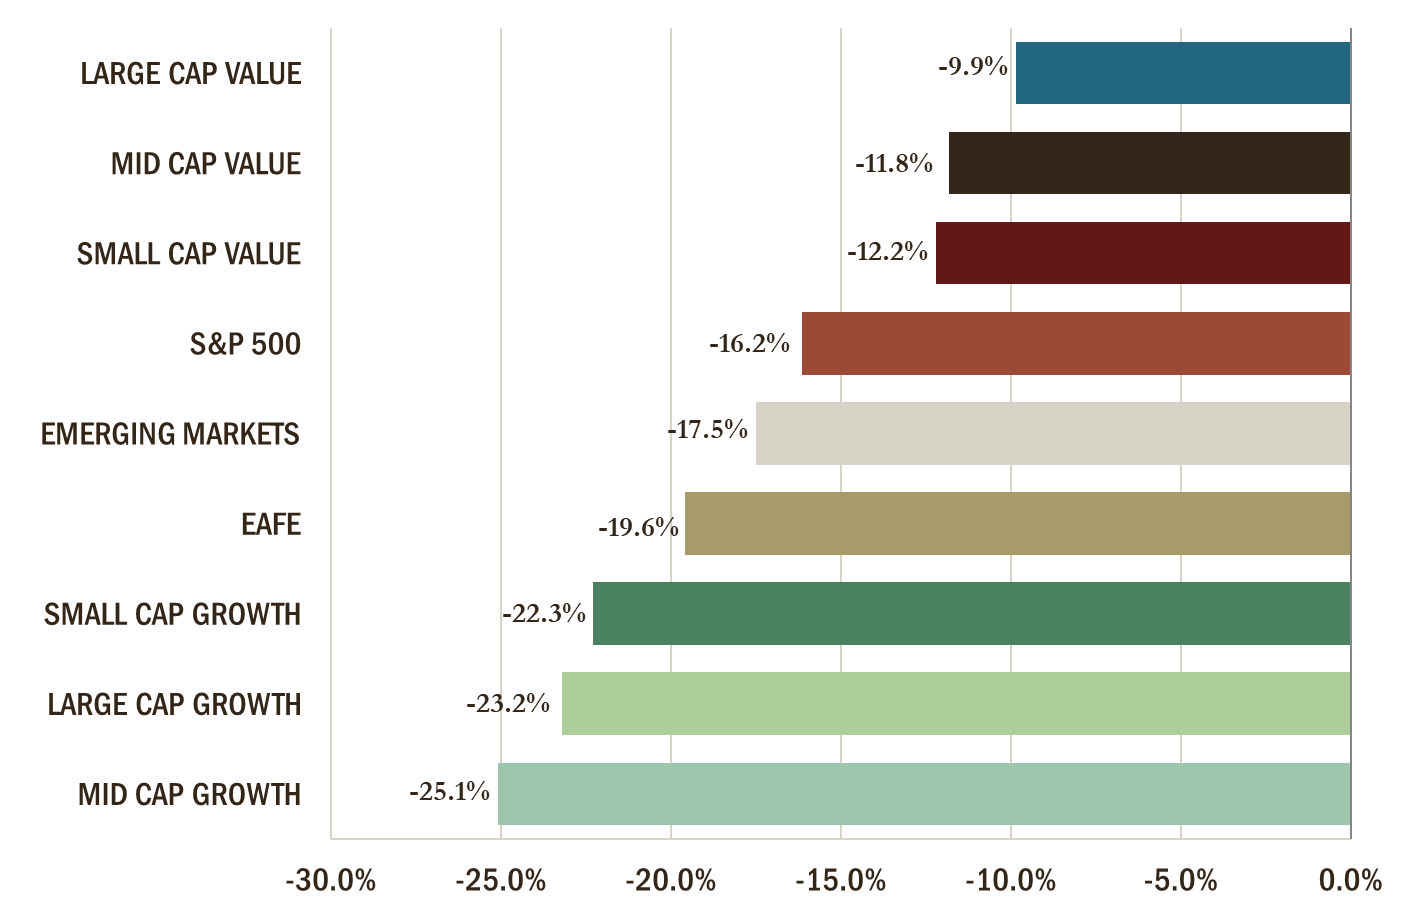 LARGE CAP VALUE
-9.9%
MID CAP VALUE
-11.8%
SMALL CAP VALUE
-12.2%
S&P 500
-16.2%
EMERGING MARKETS
-17.5%
EAFE
-19.6%
SMALL CAP GROWTH
-22.3%
LARGE CAP GROWTH
-23.2%
MID CAP GROWTH
-25.1%
-30.0% -25.0% -20.0% -15.0% -10.0% -5.0% 0.0%